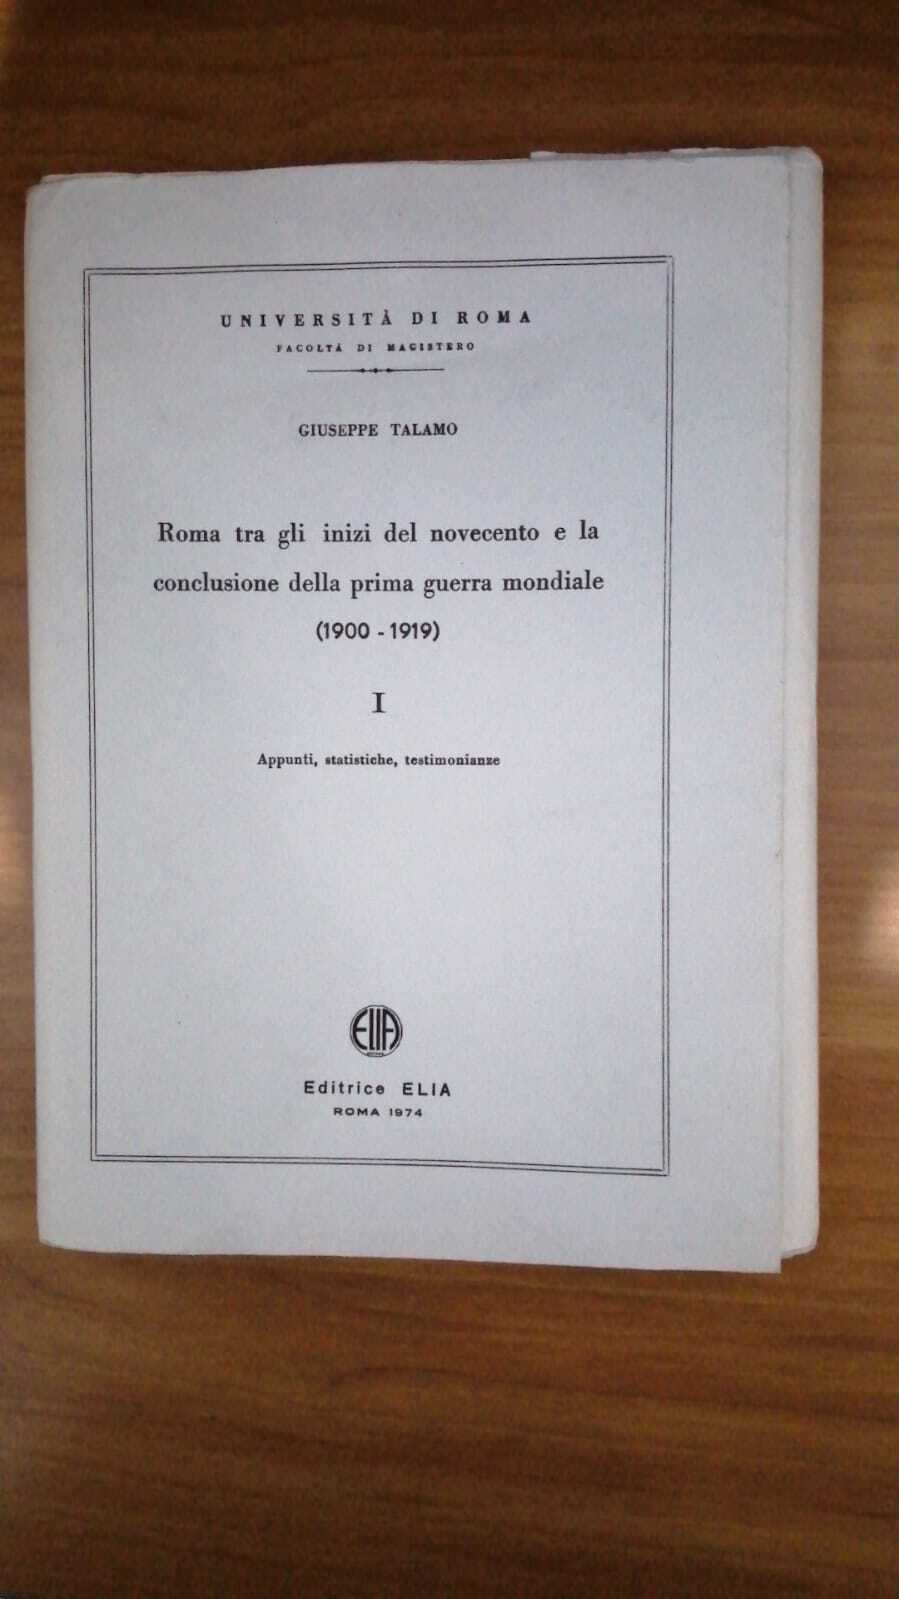 UNIVERSITÀ DI ROMA
FACOLTÀ DI MAGISTERO
GIUSEPPE TALAMO
Roma tra gli inizi del novecento e la
conclusione della prima guerra mondiale
(1900 - 1919)
I
Appunti, statistiche, testimonianze
ELIA
Editrice ELIA
ROMA 1974